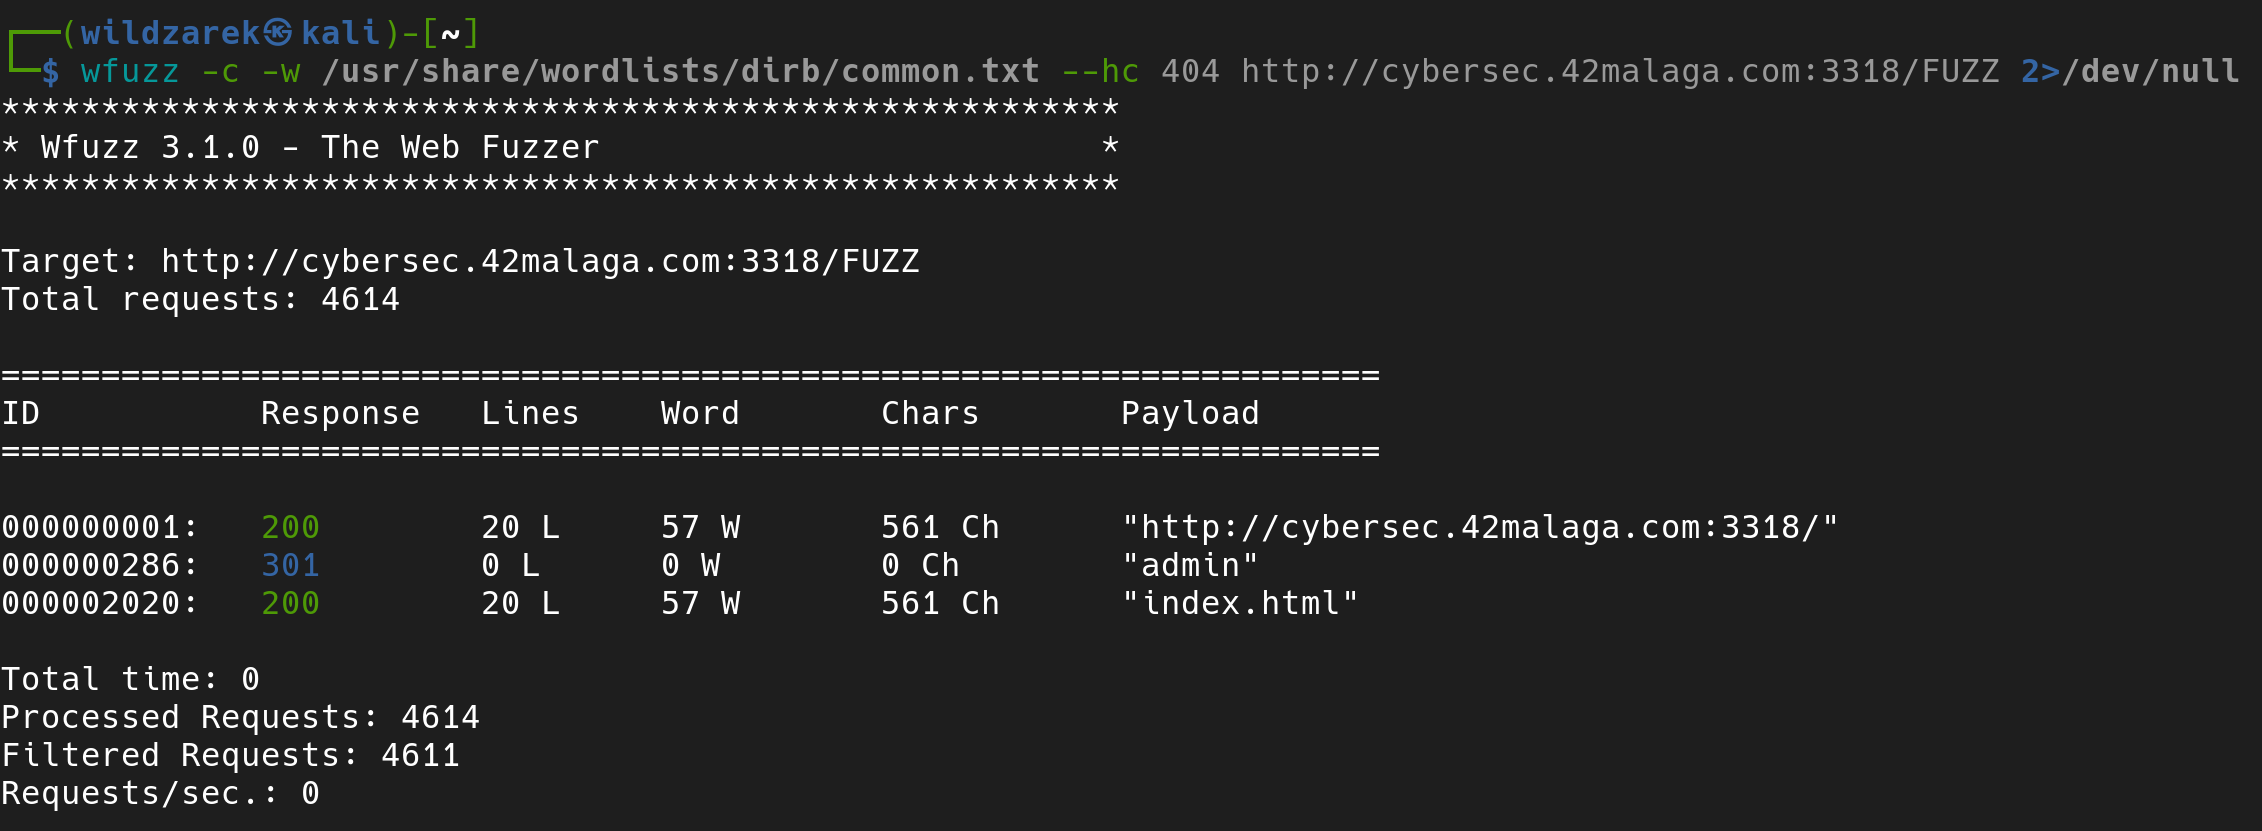 ┌──(wildzarek㉿kali)-[~]
└─$ wfuzz -c -w /usr/share/wordlists/dirb/common.txt --hc 404 http://cybersec.42malaga.com:3318/FUZZ 2>/dev/null
********************************************************
* Wfuzz 3.1.0 - The Web Fuzzer                         *
********************************************************
Target: http://cybersec.42malaga.com:3318/FUZZ
Total requests: 4614
=====================================================================
ID           Response   Lines    Word       Chars       Payload
=====================================================================
000000001:   200        20 L     57 W       561 Ch      "http://cybersec.42malaga.com:3318/"
000000286:   301        0 L      0 W        0 Ch        "admin"
000002020:   200        20 L     57 W       561 Ch      "index.html"
Total time: 0
Processed Requests: 4614
Filtered Requests: 4611
Requests/sec.: 0